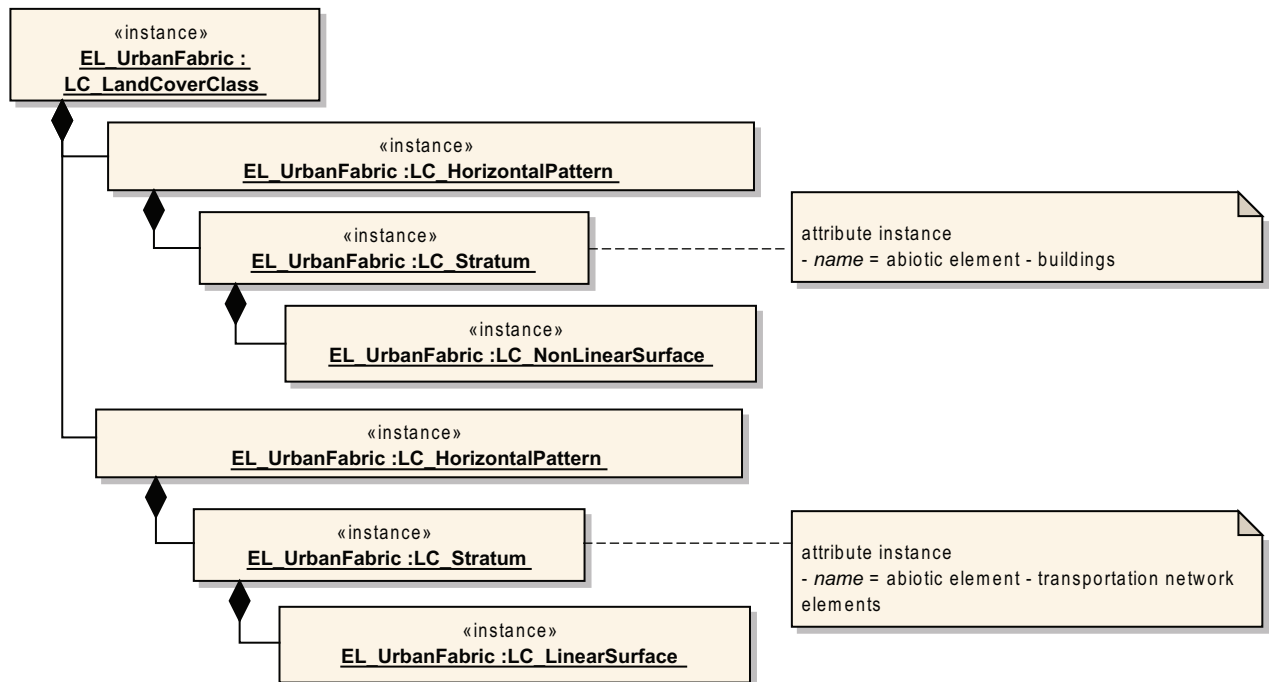 «instance»
EL_UrbanFabric :
LC_LandCoverClass
«instance»
EL_UrbanFabric :LC_HorizontalPattern
«instance»
EL_UrbanFabric :LC_Stratum
attribute instance
- name = abiotic element - buildings
«instance»
EL_UrbanFabric :LC_NonLinearSurface
«instance»
EL_UrbanFabric :LC_HorizontalPattern
«instance»
EL_UrbanFabric :LC_Stratum
attribute instance
- name = abiotic element - transportation network
elements
«instance»
EL_UrbanFabric :LC_LinearSurface